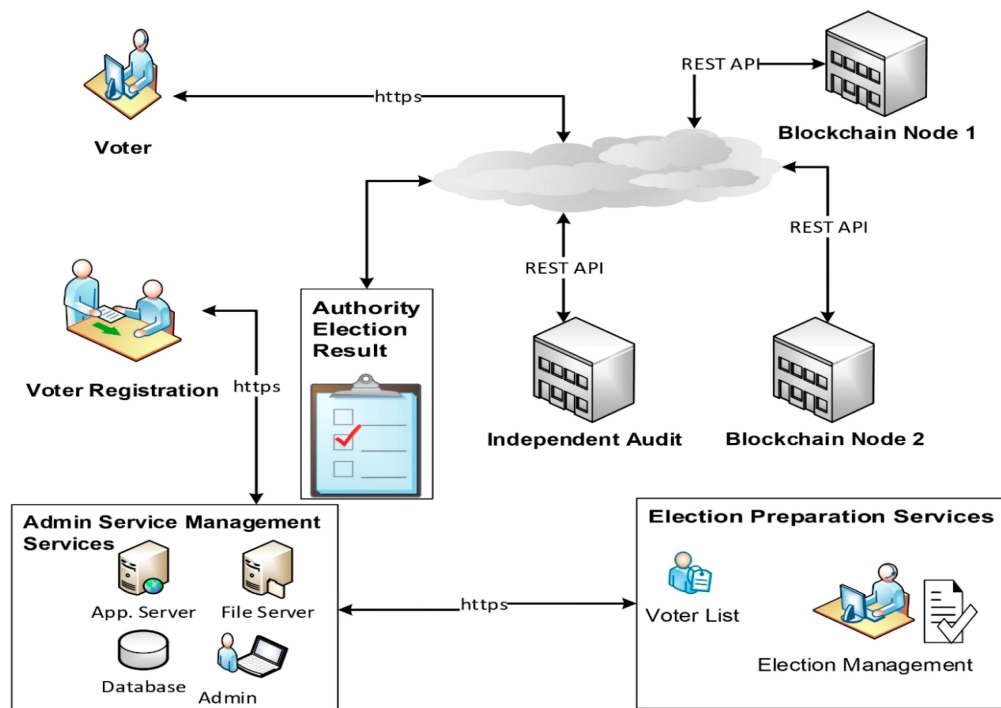 REST API
https
Voter
Blockchain Node 1
REST API
REST API
Authority
Election
Result
Voter Registration
https
Independent Audit
Blockchain Node 2
Admin Service Management
Services
App. Server
File Server
Database
Admin
https
Election Preparation Services
Voter List
Election Management